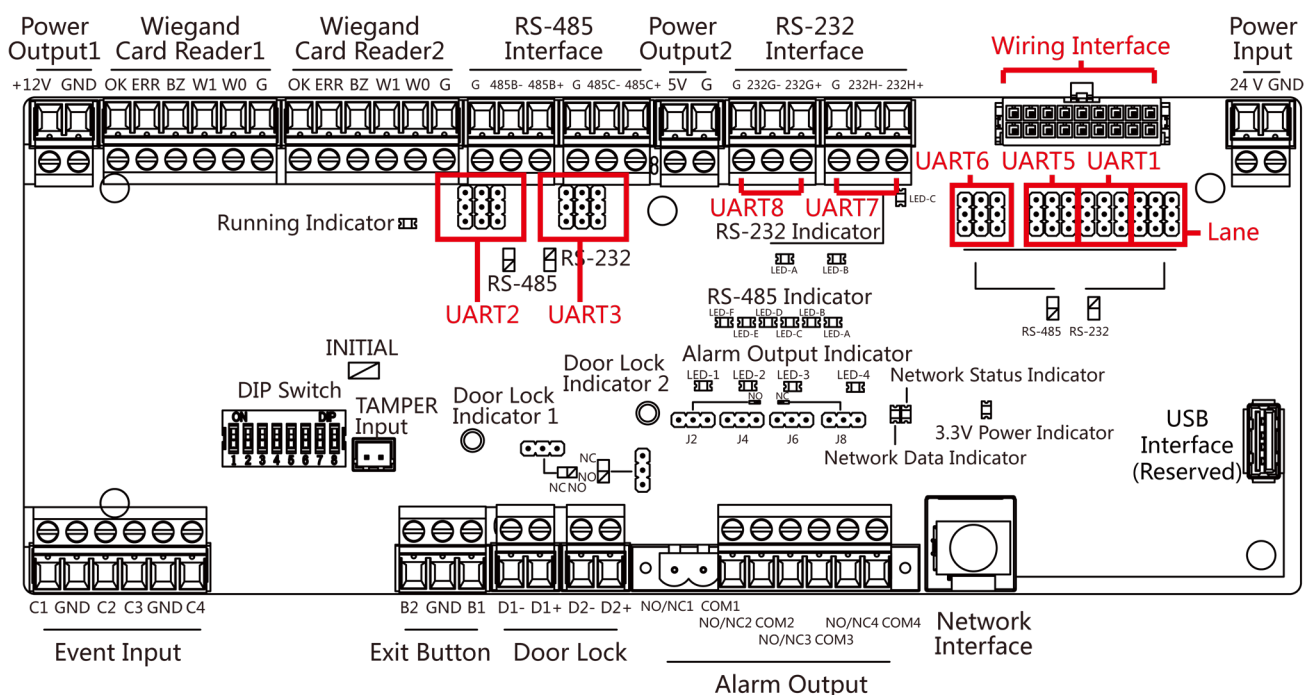 Power
Output1
Wiegand
Card Reader1
Wiegand
Card Reader2
RS-485
Interface
Power
Output2
RS-232
Interface
Wiring Interface
Power
Input
+12V GND
OK ERR BZ W1 W0 G
OK ERR BZ W1 W0 G
G 485B- 485B+ G 485C- 485C+
5V G
G 232G- 232G+ G 232H- 232H+
24 V GND
UART6 UART5 UART1
Lane
UART8 UART7
LED-C
RS-232 Indicator
LED-A LED-B
Running Indicator
RS-485
RS-232
UART2 UART3
RS-485 Indicator
LED-F LED-D LED-B
LED-E LED-C LED-A
RS-485 RS-232
INITIAL
DIP Switch
ON DIP
1 2 3 4 5 6 7 8
TAMPER
Input
Door Lock
Indicator 1
Door Lock
Indicator 2
Alarm Output Indicator
LED-1 LED-2 LED-3 LED-4
NO NC
J2 J4 J6 J8
Network Status Indicator
3.3V Power Indicator
Network Data Indicator
USB
Interface
(Reserved)
NC
NO
NC NO
C1 GND C2 C3 GND C4
Event Input
B2 GND B1
Exit Button
D1- D1+ D2- D2+
Door Lock
NO/NC1 COM1
NO/NC2 COM2
NO/NC3 COM3
NO/NC4 COM4
Alarm Output
Network
Interface